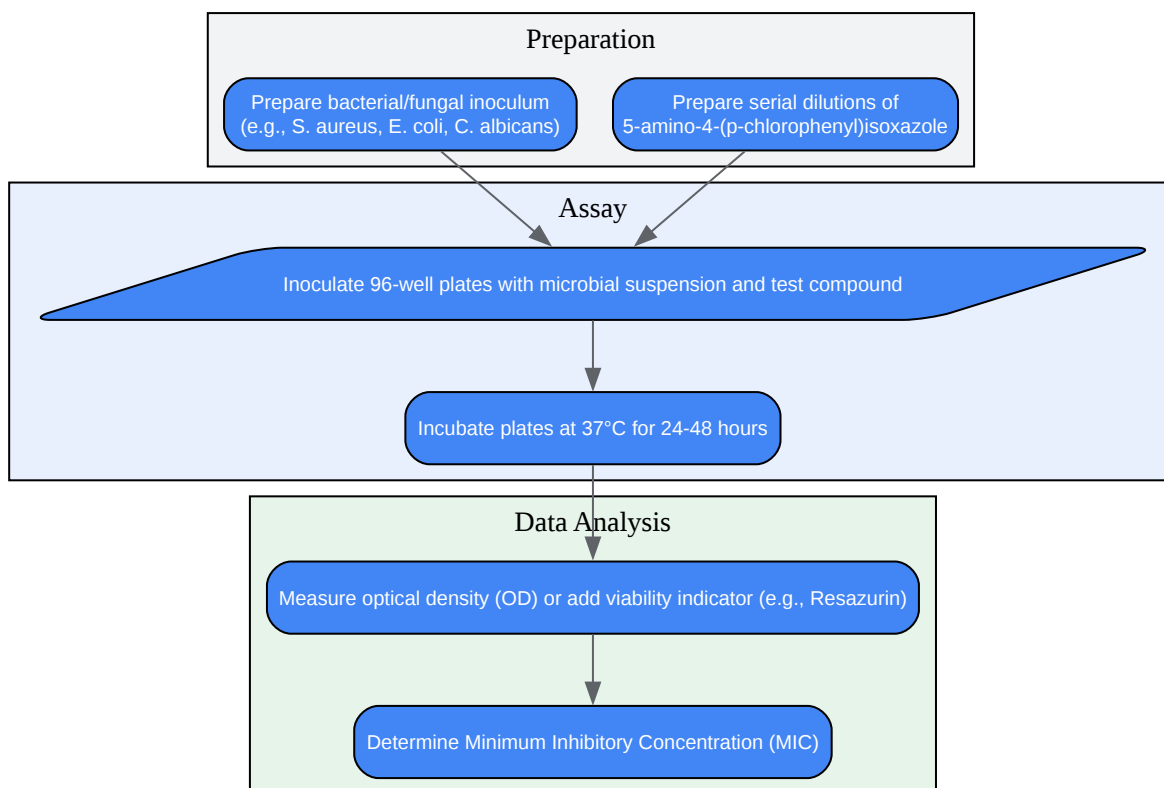 Preparation
Prepare bacterial/fungal inoculum
(e.g., S. aureus, E. coli, C. albicans)
Prepare serial dilutions of
5-amino-4-(p-chlorophenyl)isoxazole
Assay
Inoculate 96-well plates with microbial suspension and test compound
Incubate plates at 37°C for 24-48 hours
Data Analysis
Measure optical density (OD) or add viability indicator (e.g., Resazurin)
Determine Minimum Inhibitory Concentration (MIC)